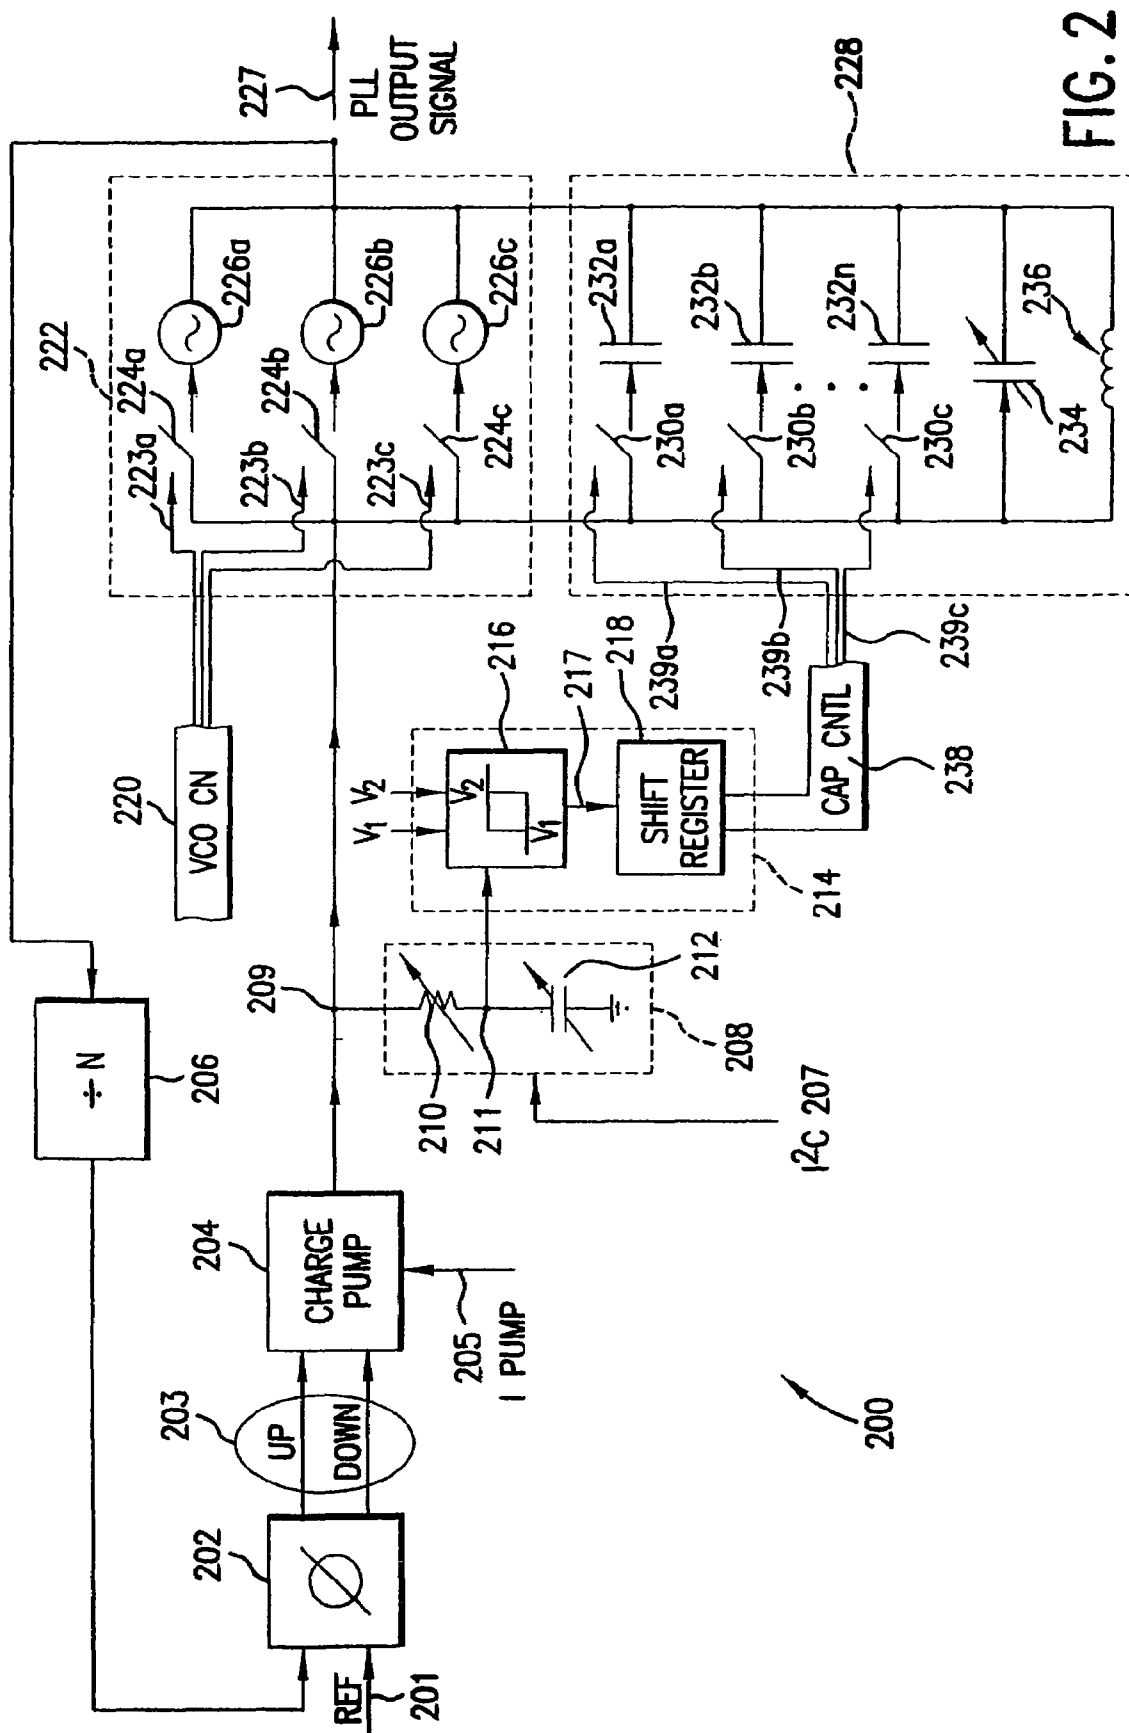 227
PLL
OUTPUT
SIGNAL
222
224a
223a
226a
224b
223b
226b
224c
223c
226c
220
VCO CN
÷ N
206
209
204
CHARGE
PUMP
205
I PUMP
203
UP
DOWN
202
REF
201
210
211
212
208
I²C 207
V1
V2
V2
V1
216
217
218
SHIFT
REGISTER
214
CAP CNTL
238
239a
239b
239c
228
232a
232b
232n
230a
230b
230c
234
236
200
FIG. 2